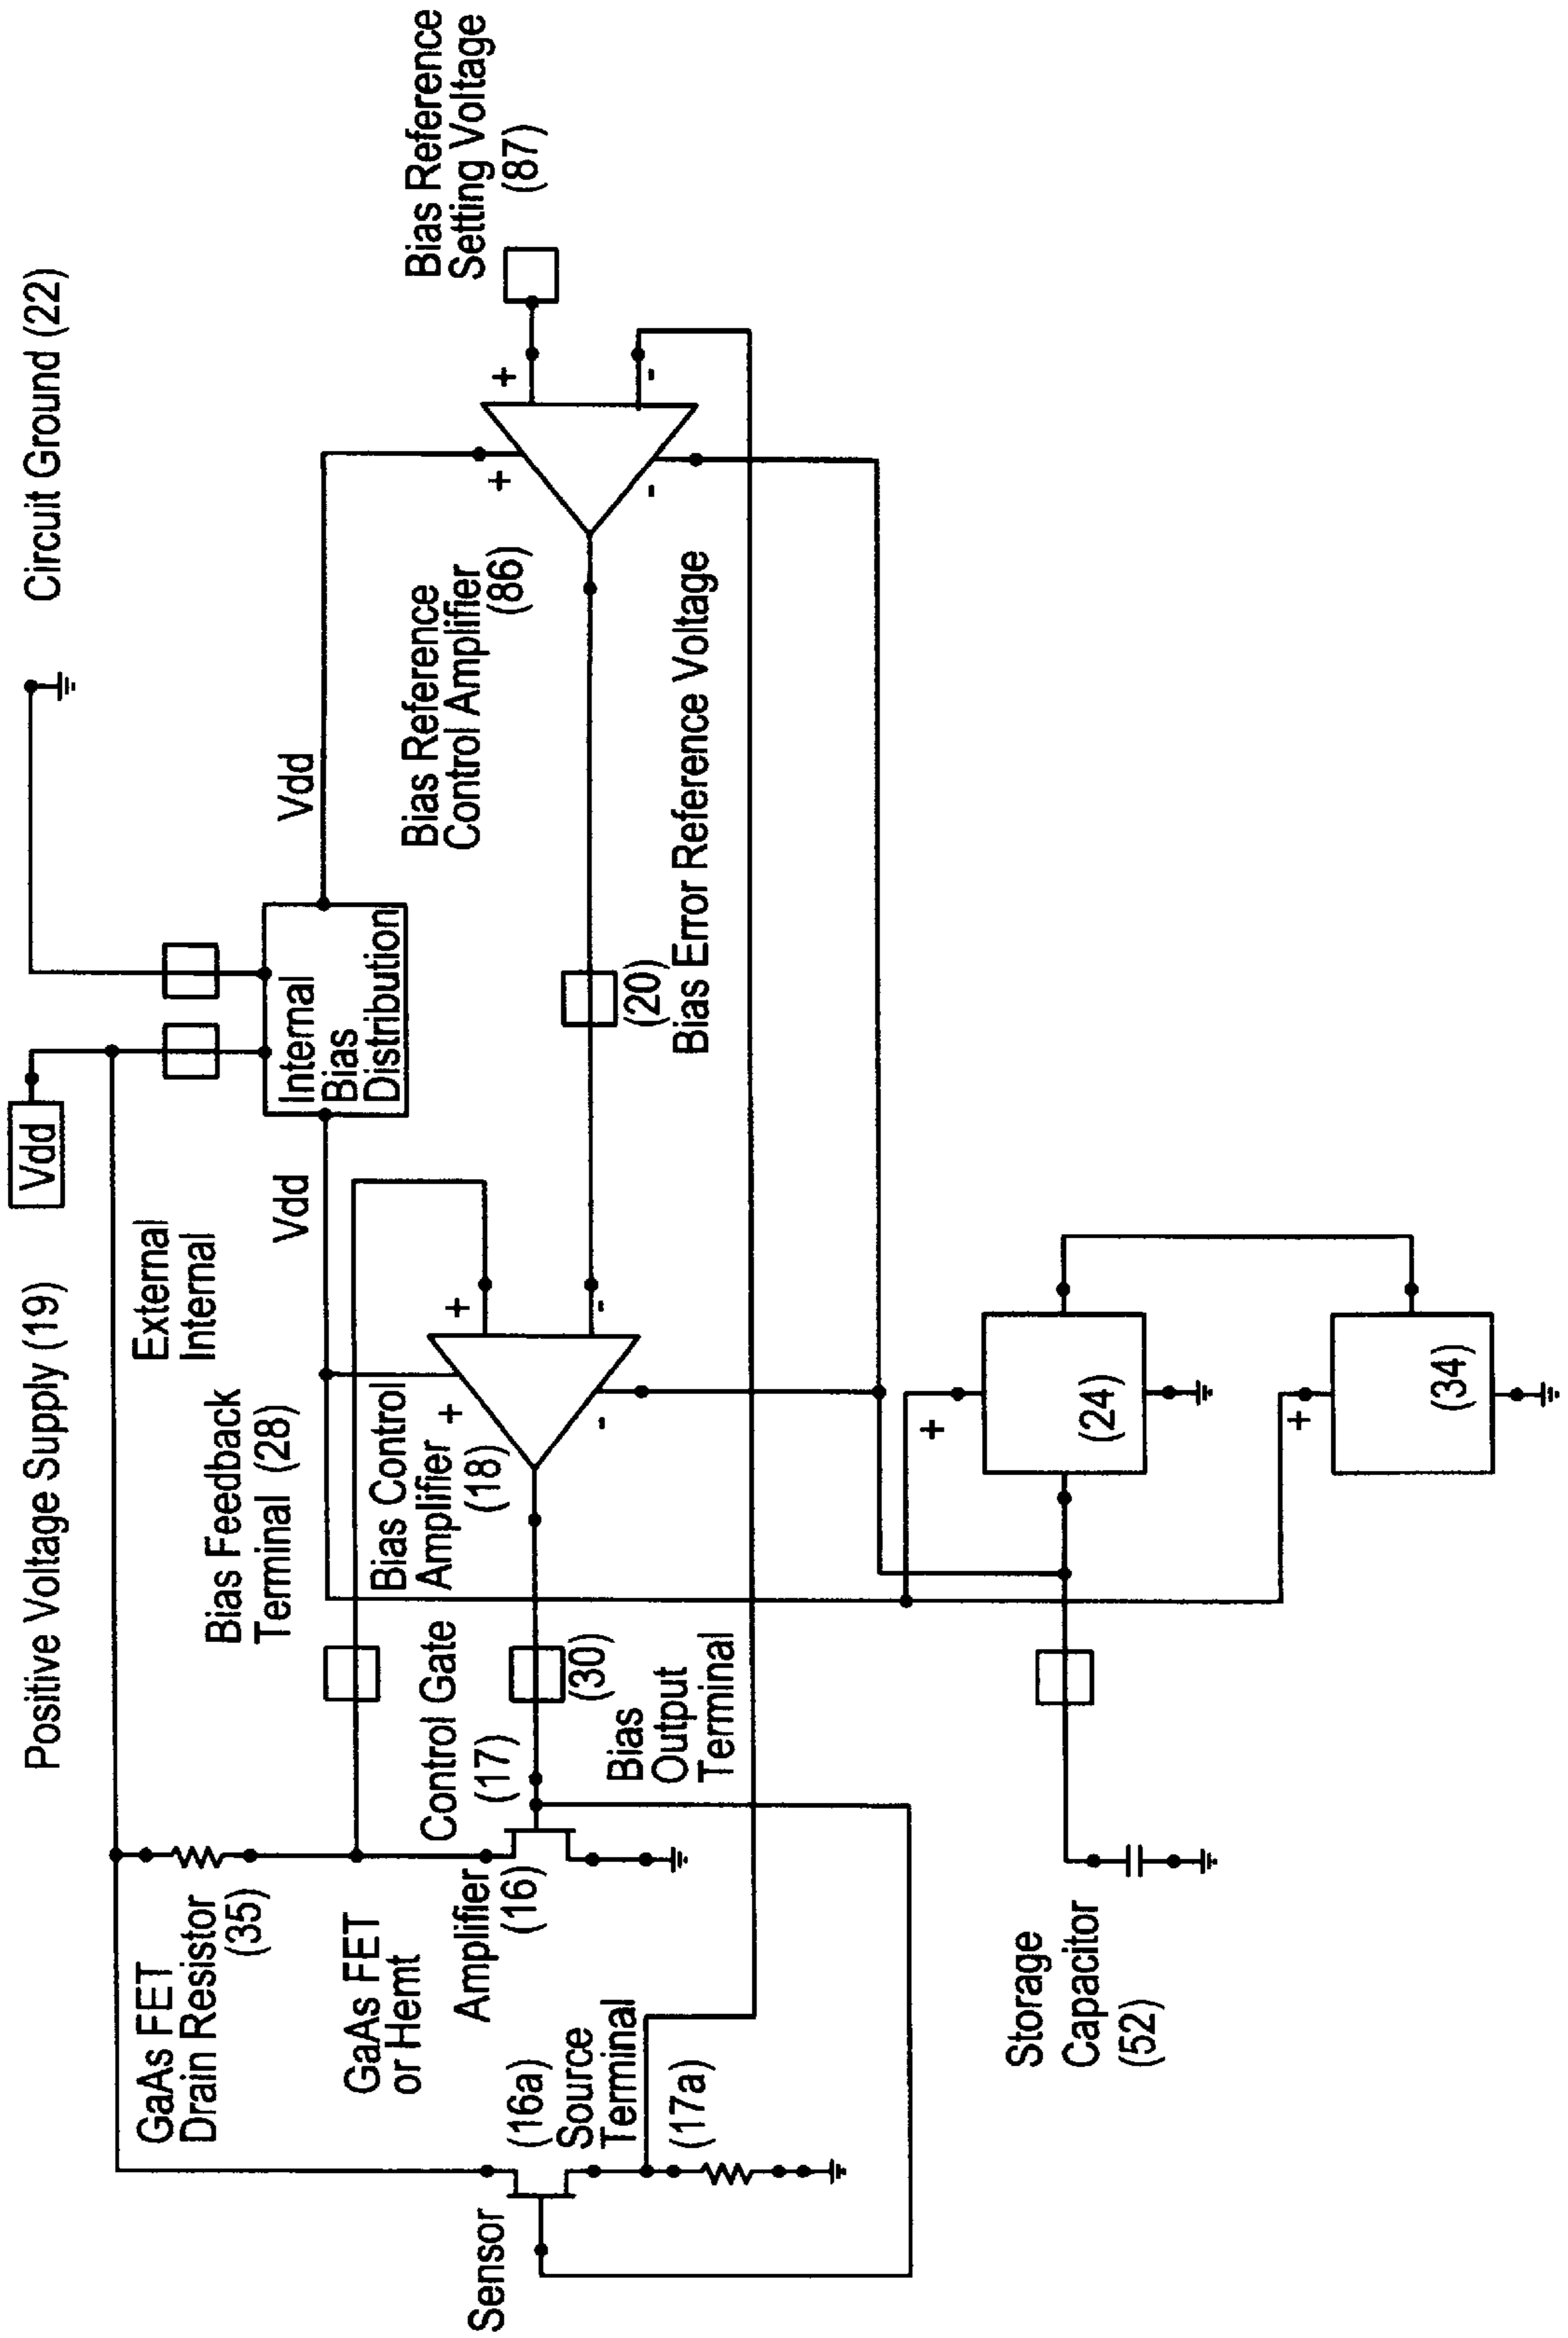 Positive Voltage Supply (19)
Vdd
Circuit Ground (22)
External
Internal
GaAs FET
Drain Resistor
(35)
Bias Feedback
Terminal (28)
Vdd
Internal
Bias
Distribution
Vdd
GaAs FET
or Hemt
Amplifier
(16)
Control Gate
(17)
Bias Control
Amplifier
(18)
+
-
+
-
Bias Reference
Control Amplifier
(86)
+
-
+
-
Bias Reference
Setting Voltage
(87)
Sensor
(16a)
Source
Terminal
(17a)
(30)
Bias
Output
Terminal
(20)
Bias Error Reference Voltage
Storage
Capacitor
(52)
+
(24)
+
(34)